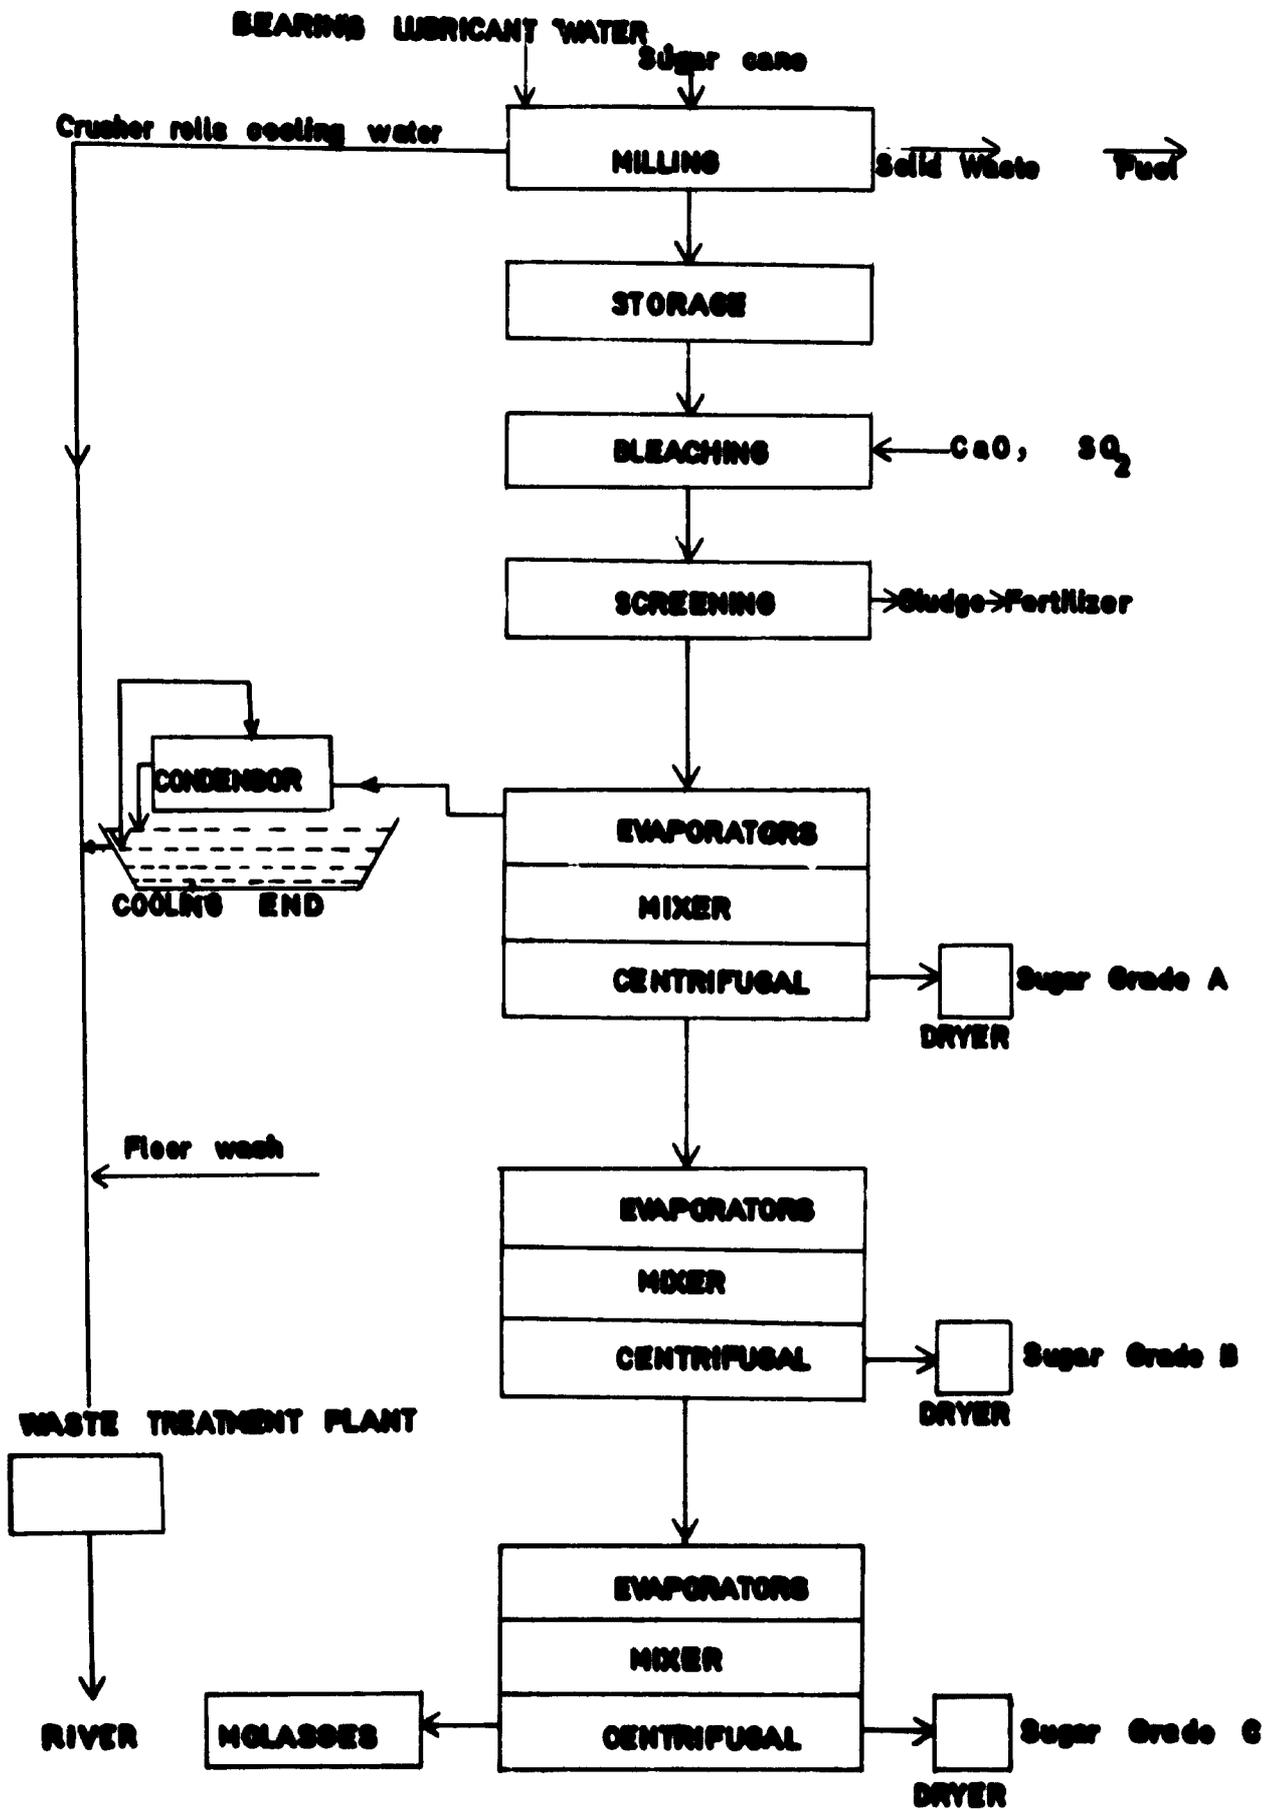 BEARING LUBRICANT WATER
Sugar cane
Crusher rolls cooling water
MILLING
Solid Waste
Fuel
STORAGE
BLEACHING
CaO, SO2
SCREENING
Sludge
Fertilizer
CONDENSOR
COOLING END
EVAPORATORS
MIXER
CENTRIFUGAL
Sugar Grade A
DRYER
Floor wash
EVAPORATORS
MIXER
CENTRIFUGAL
Sugar Grade B
DRYER
WASTE TREATMENT PLANT
EVAPORATORS
MIXER
CENTRIFUGAL
Sugar Grade C
DRYER
MOLASSES
RIVER